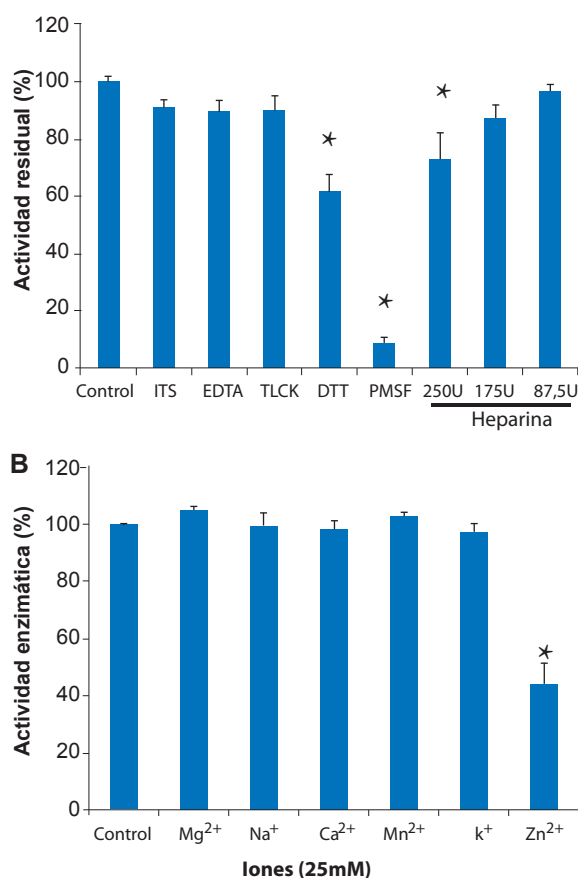 120
100
80
60
40
20
0
Actividad residual (%)
Control ITS EDTA TLCK DTT PMSF 250U 175U 87,5U
Heparina
B
120
100
80
60
40
20
0
Actividad enzimática (%)
Control Mg²⁺ Na⁺ Ca²⁺ Mn²⁺ k⁺ Zn²⁺
Iones (25mM)